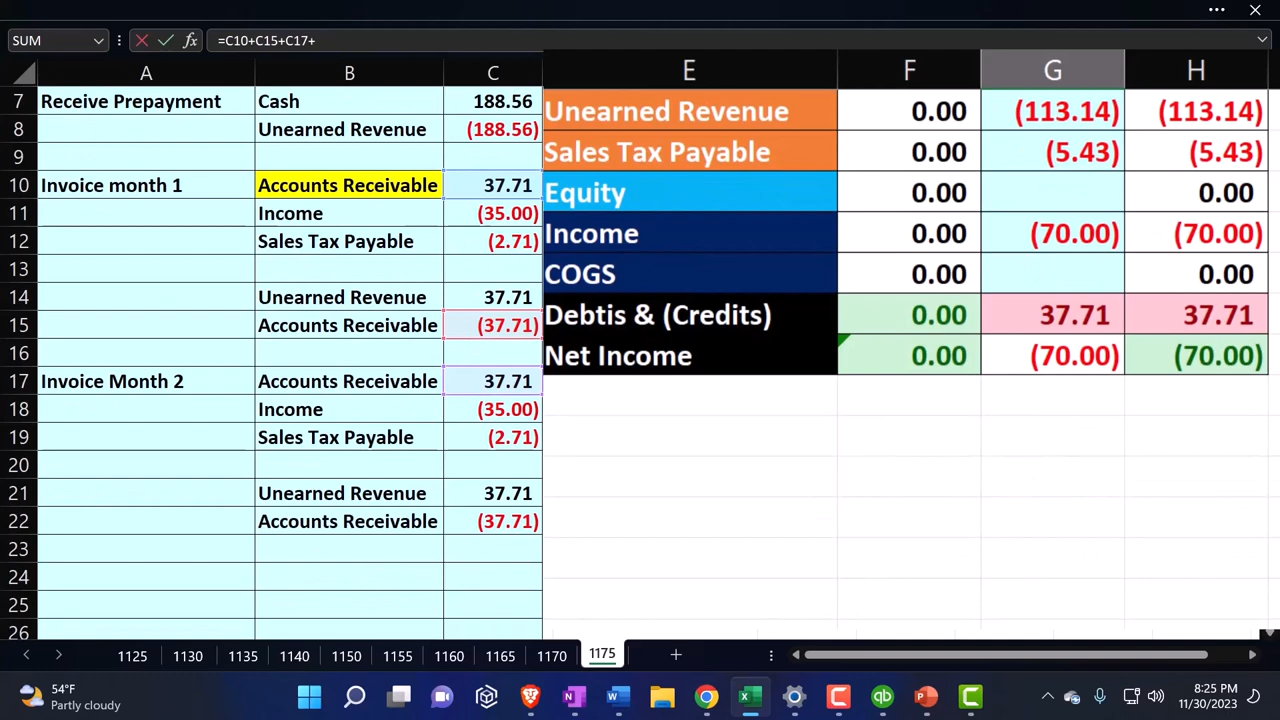 SUM =C10+C15+C17+
A B C
7 Receive Prepayment Cash 188.56
8 Unearned Revenue (188.56)
9
10 Invoice month 1 Accounts Receivable 37.71
11 Income (35.00)
12 Sales Tax Payable (2.71)
13
14 Unearned Revenue 37.71
15 Accounts Receivable (37.71)
16
17 Invoice Month 2 Accounts Receivable 37.71
18 Income (35.00)
19 Sales Tax Payable (2.71)
20
21 Unearned Revenue 37.71
22 Accounts Receivable (37.71)
23
24
25
26
E F G H
Unearned Revenue 0.00 (113.14) (113.14)
Sales Tax Payable 0.00 (5.43) (5.43)
Equity 0.00 0.00
Income 0.00 (70.00) (70.00)
COGS 0.00 0.00
Debtis & (Credits) 0.00 37.71 37.71
Net Income 0.00 (70.00) (70.00)
1125 1130 1135 1140 1150 1155 1160 1165 1170 1175
54°F
Partly cloudy
8:25 PM
11/30/2023